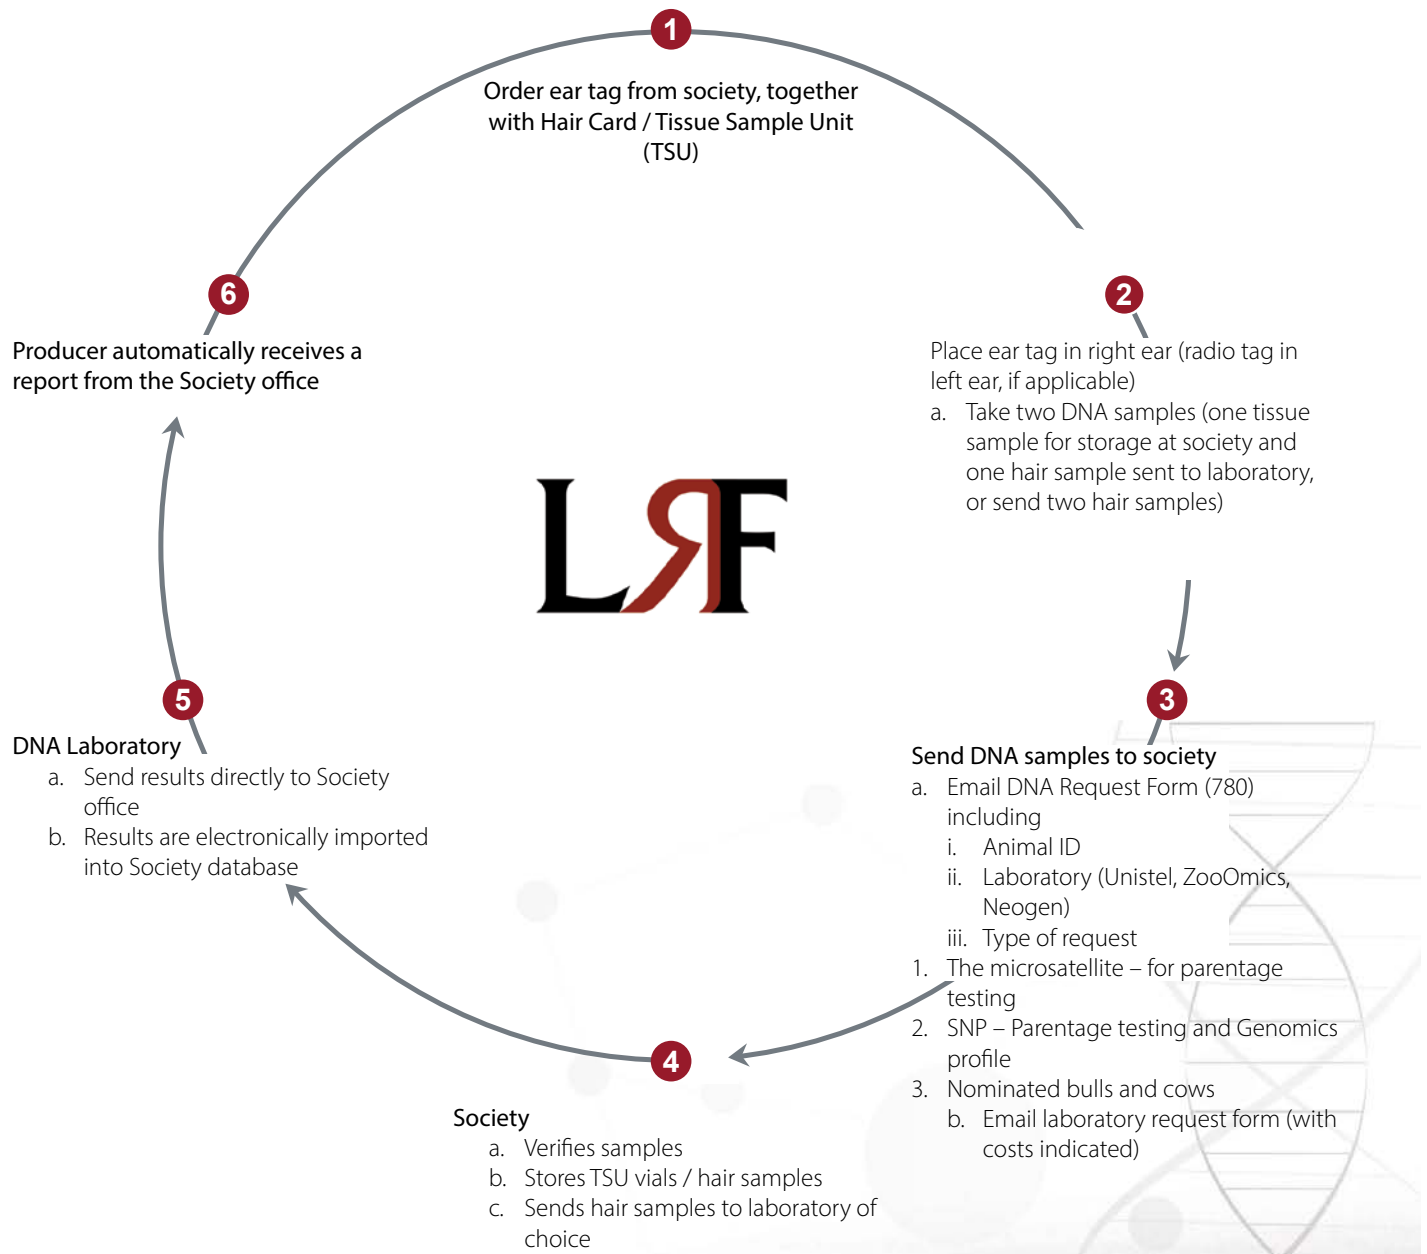 1
Order ear tag from society, together
with Hair Card / Tissue Sample Unit
(TSU)
2
Place ear tag in right ear (radio tag in
left ear, if applicable)
a. Take two DNA samples (one tissue
sample for storage at society and
one hair sample sent to laboratory,
or send two hair samples)
3
Send DNA samples to society
a. Email DNA Request Form (780)
including
i. Animal ID
ii. Laboratory (Unistel, ZooOmics,
Neogen)
iii. Type of request
1. The microsatellite – for parentage
testing
2. SNP – Parentage testing and Genomics
profile
3. Nominated bulls and cows
b. Email laboratory request form (with
costs indicated)
4
Society
a. Verifies samples
b. Stores TSU vials / hair samples
c. Sends hair samples to laboratory of
choice
5
DNA Laboratory
a. Send results directly to Society
office
b. Results are electronically imported
into Society database
6
Producer automatically receives a
report from the Society office
LRF